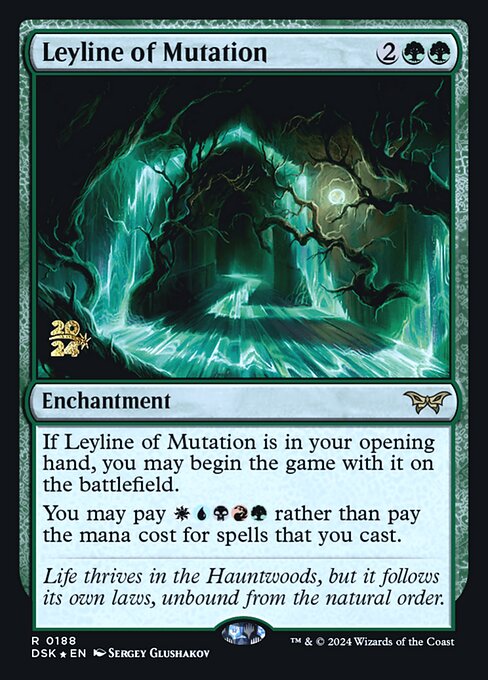 Leyline of Mutation 2
2024
Enchantment
If Leyline of Mutation is in your opening
hand, you may begin the game with it on
the battlefield.
You may pay rather than pay
the mana cost for spells that you cast.
Life thrives in the Hauntwoods, but it follows
its own laws, unbound from the natural order.
R 0188
DSK ★ EN Sergey Glushakov
™ & © 2024 Wizards of the Coast